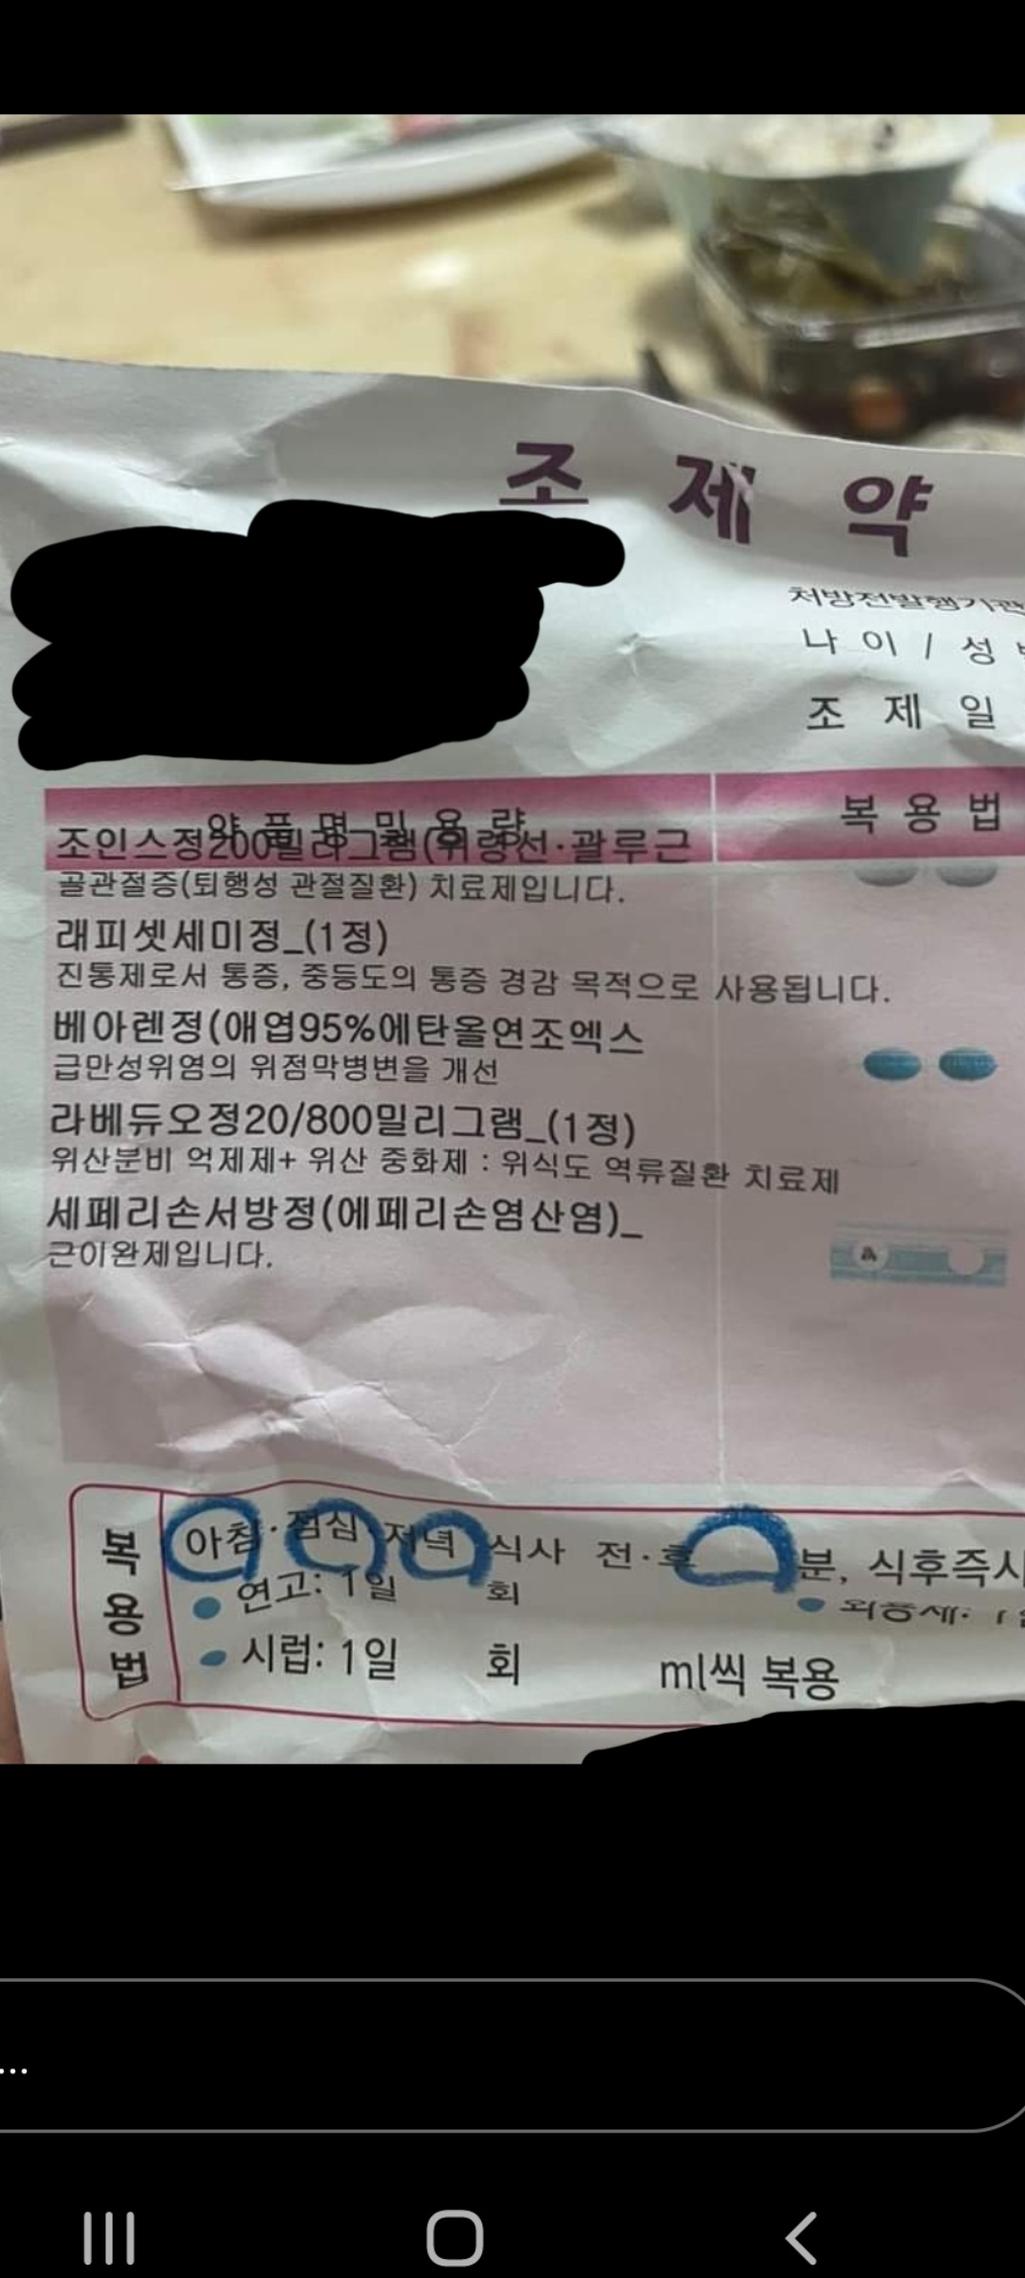 조 제 약
처방전발행기관
나 이 / 성
조 제 일
약 품 명 및 용 량
복 용 법
조인스정200밀리그램(위령선·괄루근
골관절증(퇴행성 관절질환) 치료제입니다.
래피셋세미정_(1정)
진통제로서 통증, 중등도의 통증 경감 목적으로 사용됩니다.
베아렌정(애엽95%에탄올연조엑스
급만성위염의 위점막병변을 개선
라베듀오정20/800밀리그램_(1정)
위산분비 억제제+ 위산 중화제 : 위식도 역류질환 치료제
세페리손서방정(에페리손염산염)_
근이완제입니다.
A
복용법
아침·점심·저녁 식사 전·후 분, 식후즉시
연고: 1일 회
시럽: 1일 회 ml씩 복용
...